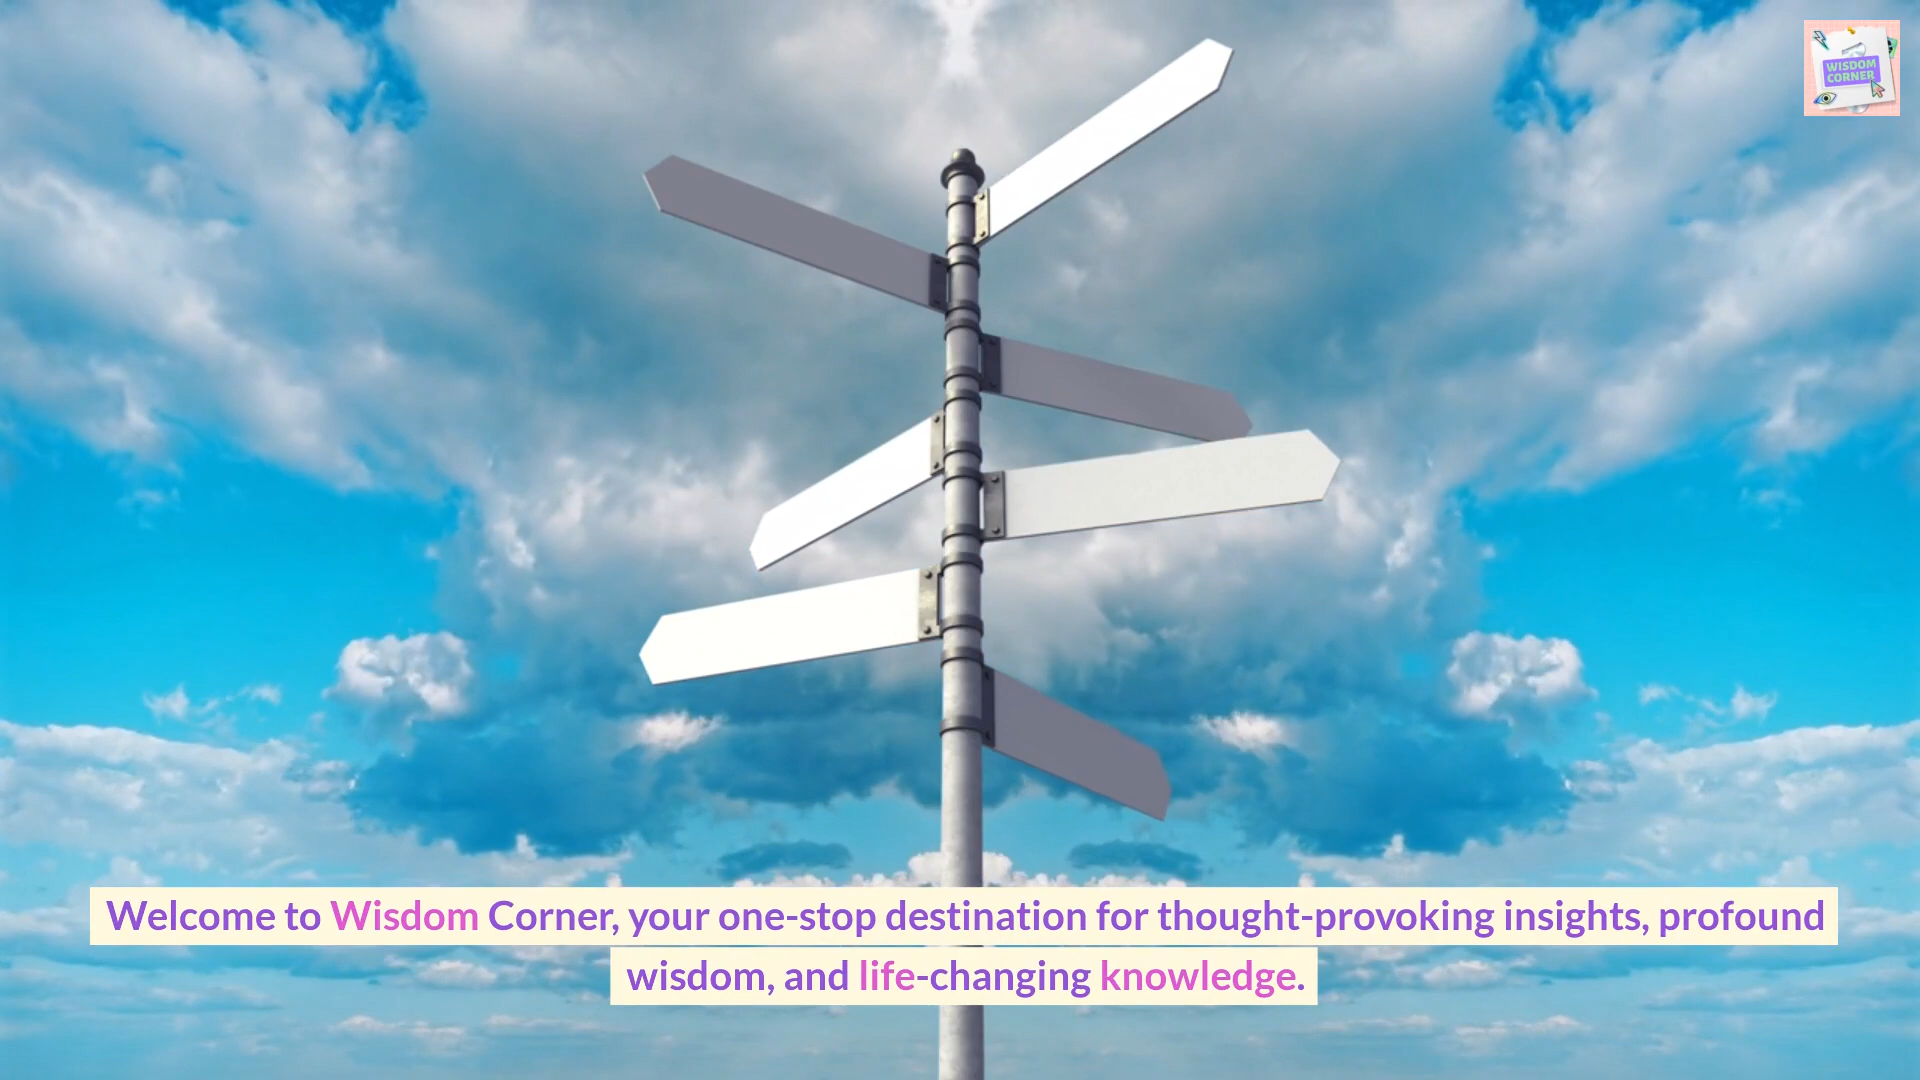 WISDOM
CORNER
Welcome to Wisdom Corner, your one-stop destination for thought-provoking insights, profound
wisdom, and life-changing knowledge.